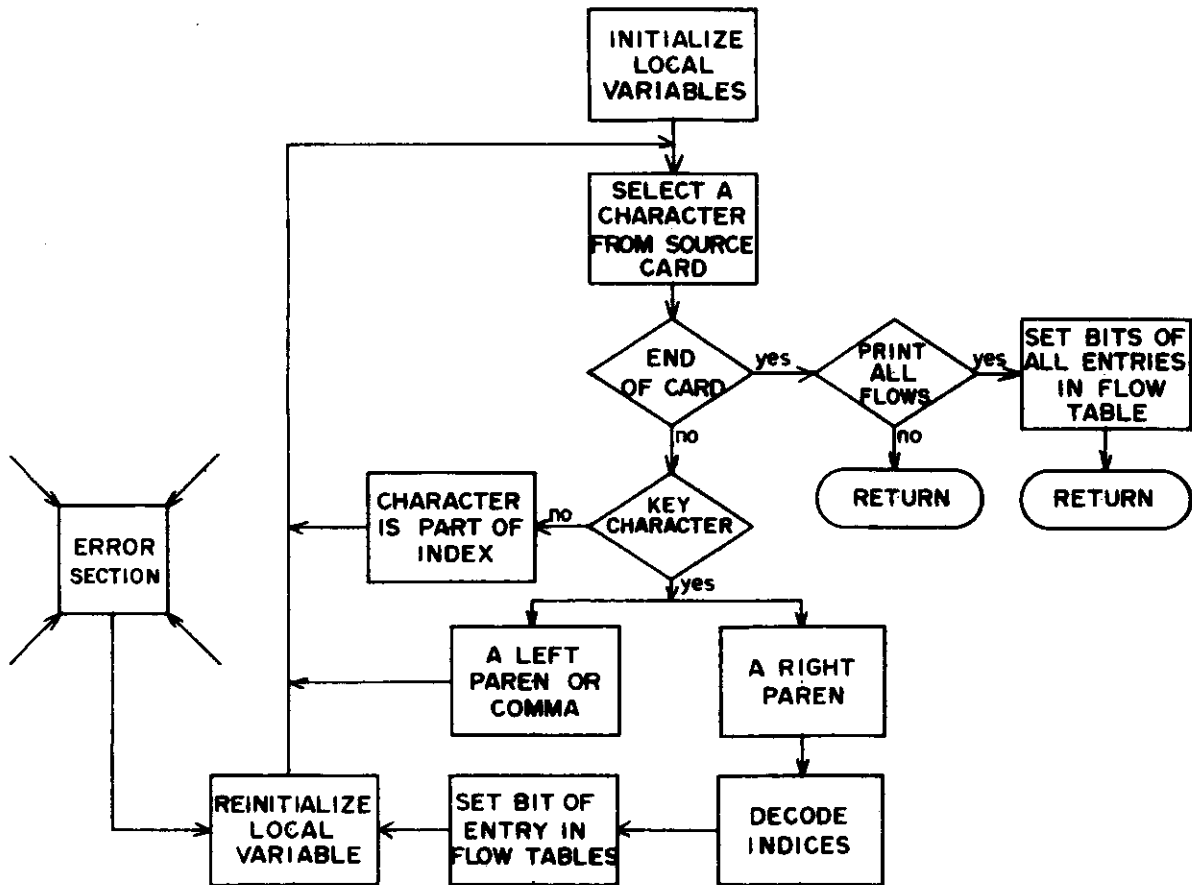 INITIALIZE
LOCAL
VARIABLES
SELECT A
CHARACTER
FROM SOURCE
CARD
END
OF CARD
yes
PRINT
ALL
FLOWS
yes
SET BITS OF
ALL ENTRIES
IN FLOW
TABLE
no
no
RETURN
RETURN
CHARACTER
IS PART OF
INDEX
no
KEY
CHARACTER
yes
ERROR
SECTION
A LEFT
PAREN OR
COMMA
A RIGHT
PAREN
REINITIALIZE
LOCAL
VARIABLE
SET BIT OF
ENTRY IN
FLOW TABLES
DECODE
INDICES